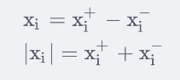 xᵢ = xᵢ⁺ − xᵢ⁻
|xᵢ| = xᵢ⁺ + xᵢ⁻